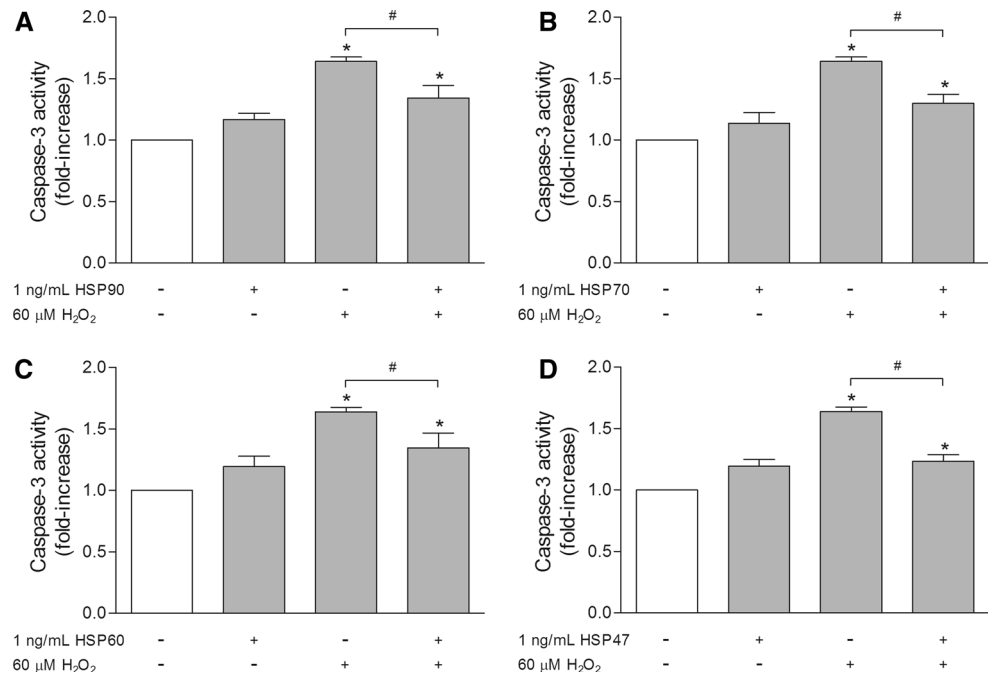 A
Caspase-3 activity
(fold-increase)
2.0
1.5
1.0
0.5
0.0
#
*
*
1 ng/mL HSP90 - + - +
60 µM H₂O₂ - - + +
B
Caspase-3 activity
(fold-increase)
2.0
1.5
1.0
0.5
0.0
#
*
*
1 ng/mL HSP70 - + - +
60 µM H₂O₂ - - + +
C
Caspase-3 activity
(fold-increase)
2.0
1.5
1.0
0.5
0.0
#
*
*
1 ng/mL HSP60 - + - +
60 µM H₂O₂ - - + +
D
Caspase-3 activity
(fold-increase)
2.0
1.5
1.0
0.5
0.0
#
*
*
1 ng/mL HSP47 - + - +
60 µM H₂O₂ - - + +